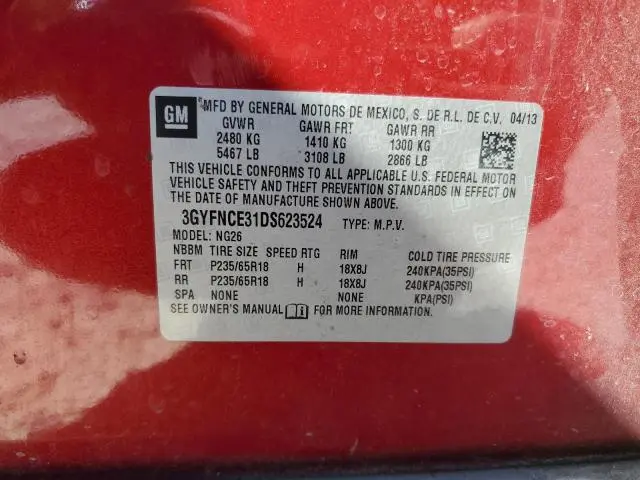 GM
MFD BY GENERAL MOTORS DE MEXICO, S. DE R.L. DE C.V. 04/13
GVWR GAWR FRT GAWR RR
2480 KG 1410 KG 1300 KG
5467 LB 3108 LB 2866 LB
THIS VEHICLE CONFORMS TO ALL APPLICABLE U.S. FEDERAL MOTOR
VEHICLE SAFETY AND THEFT PREVENTION STANDARDS IN EFFECT ON
THE DATE OF MANUFACTURE SHOWN ABOVE.
3GYFNCE31DS623524 TYPE: M.P.V.
MODEL: NG26
NBBM TIRE SIZE SPEED RTG RIM COLD TIRE PRESSURE
FRT P235/65R18 H 18X8J 240KPA(35PSI)
RR P235/65R18 H 18X8J 240KPA(35PSI)
SPA NONE NONE KPA(PSI)
SEE OWNER'S MANUAL FOR MORE INFORMATION.